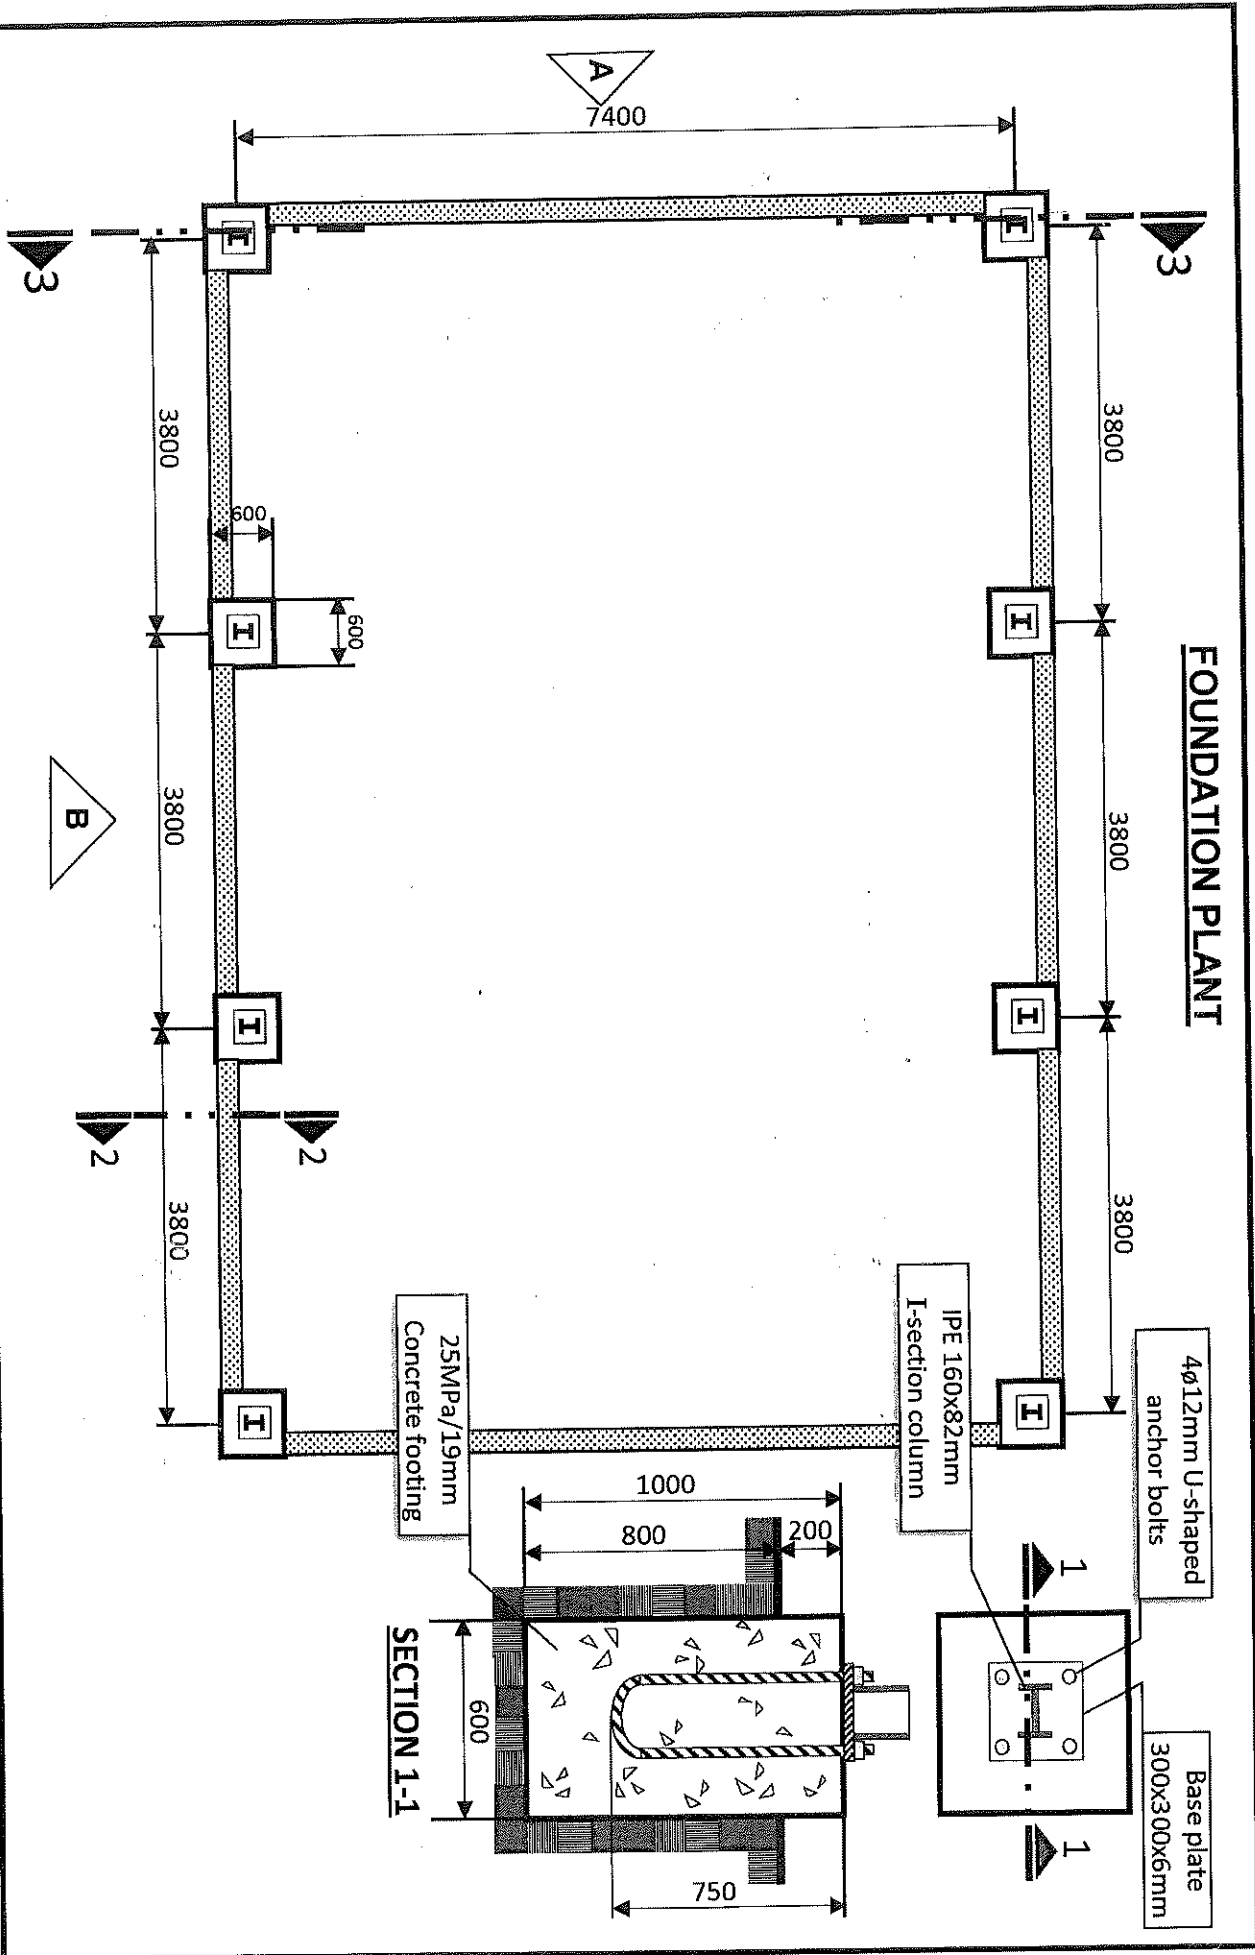 FOUNDATION PLANT
3
3800
3800
3800
4ø12mm U-shaped
anchor bolts
Base plate
300x300x6mm
1
1
IPE 160x82mm
I-section column
A
7400
600
600
200
1000
800
750
600
25MPa/19mm
Concrete footing
SECTION 1-1
3
3800
3800
3800
2
2
B